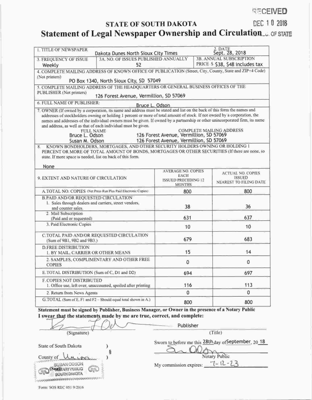 RECEIVED
DEC 10 2018
STATE OF SOUTH DAKOTA
Statement of Legal Newspaper Ownership and Circulation
OF STATE
1. TITLE OF NEWSPAPER
Dakota Dunes North Sioux City Times
2. DATE
Sept. 28, 2018
3. FREQUENCY OF ISSUE
Weekly
3A. NO. OF ISSUES PUBLISHED ANNUALLY
52
3B. ANNUAL SUBSCRIPTION
PRICE $ $38, $48 includes tax
4. COMPLETE MAILING ADDRESS OF KNOWN OFFICE OF PUBLICATION (Street, City, County, State and ZIP+4 Code)
(Not printer)
PO Box 1340, North Sioux City, SD 57049
5. COMPLETE MAILING ADDRESS OF THE HEADQUARTERS OR GENERAL BUSINESS OFFICES OF THE
PUBLISHER (Not printer)
126 Forest Avenue, Vermillion, SD 57069
6. FULL NAME OF PUBLISHER:
Bruce L. Odson
7. OWNER (If owned by a corporation, its name and address must be stated and list on the back of this form the names and
addresses of stockholders owning or holding 1 percent or more of total amount of stock. If not owned by a corporation, the
names and addresses of the individual owners must be given. If owned by a partnership or other unincorporated firm, its name
and address, as well as that of each individual must be given.
FULL NAME
COMPLETE MAILING ADDRESS
Bruce L. Odson 126 Forest Avenue, Vermillion, SD 57069
Susan M. Odson 126 Forest Avenue, Vermillion, SD 57069
8. KNOWN BONDHOLDERS, MORTGAGES, AND OTHER SECURITY HOLDERS OWNING OR HOLDING 1
PERCENT OR MORE OF TOTAL AMOUNT OF BONDS, MORTGAGES OR OTHER SECURITIES (If there are none, so
state. If more space is needed, list on back of this form.
None
9. EXTENT AND NATURE OF CIRCULATION
AVERAGE NO. COPIES
EACH
ISSUED PRECEDING 12
MONTHS
ACTUAL NO. COPIES
ISSUED
NEAREST TO FILING DATE
A. TOTAL NO. COPIES (Net Press Run Plus Paid Electronic Copies) 800 800
B. PAID AND/OR REQUESTED CIRCULATION
1. Sales through dealers and carriers, street vendors,
and counter sales 38 36
2. Mail Subscription
(Paid and or requested) 631 637
3. Paid Electronic Copies 10 10
C. TOTAL PAID AND/OR REQUESTED CIRCULATION
(Sum of 9B1, 9B2 and 9B3.) 679 683
D. FREE DISTRIBUTION
1. BY MAIL, CARRIER OR OTHER MEANS 15 14
2. SAMPLES, COMPLIMENTARY AND OTHER FREE
COPIES 0 0
E. TOTAL DISTRIBUTION (Sum of C, D1 and D2) 694 697
F. COPIES NOT DISTRIBUTED
1. Office use, left over, unaccounted, spoiled after printing 116 113
2. Return from News Agents 0 0
G. TOTAL (Sum of E, F1 and F2 - Should equal total shown in A.) 800 800
Statement must be signed by Publisher, Business Manager, or Owner in the presence of a Notary Public
I swear that the statements made by me are true, correct, and complete:
Publisher
(Signature) (Title)
State of South Dakota
Sworn to before me this 28th day of September, 20 18
County of
Notary Public
My commission expires:
SUSAN ODSON